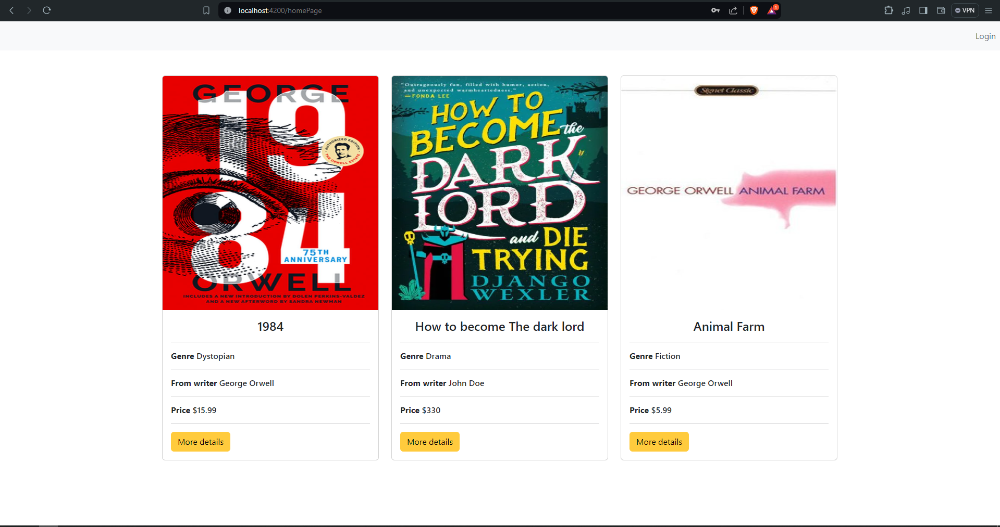 localhost:4200/homePage
1
VPN
Login
GEORGE
1984
AUTHORIZED EDITION
THE ORWELL ESTATE
75TH
ANNIVERSARY
ORWELL
INCLUDES A NEW INTRODUCTION BY DOLEN PERKINS-VALDEZ
AND A NEW AFTERWORD BY SANDRA NEWMAN
1984
Genre Dystopian
From writer George Orwell
Price $15.99
More details
"Outrageously fun, filled with humor, action,
and unexpected warmheartedness."
—FONDA LEE
HOW TO
BECOME the
DARK
LORD
and DIE
TRYING
DJANGO
WEXLER
How to become The dark lord
Genre Drama
From writer John Doe
Price $330
More details
Signet Classic
GEORGE ORWELL ANIMAL FARM
Animal Farm
Genre Fiction
From writer George Orwell
Price $5.99
More details